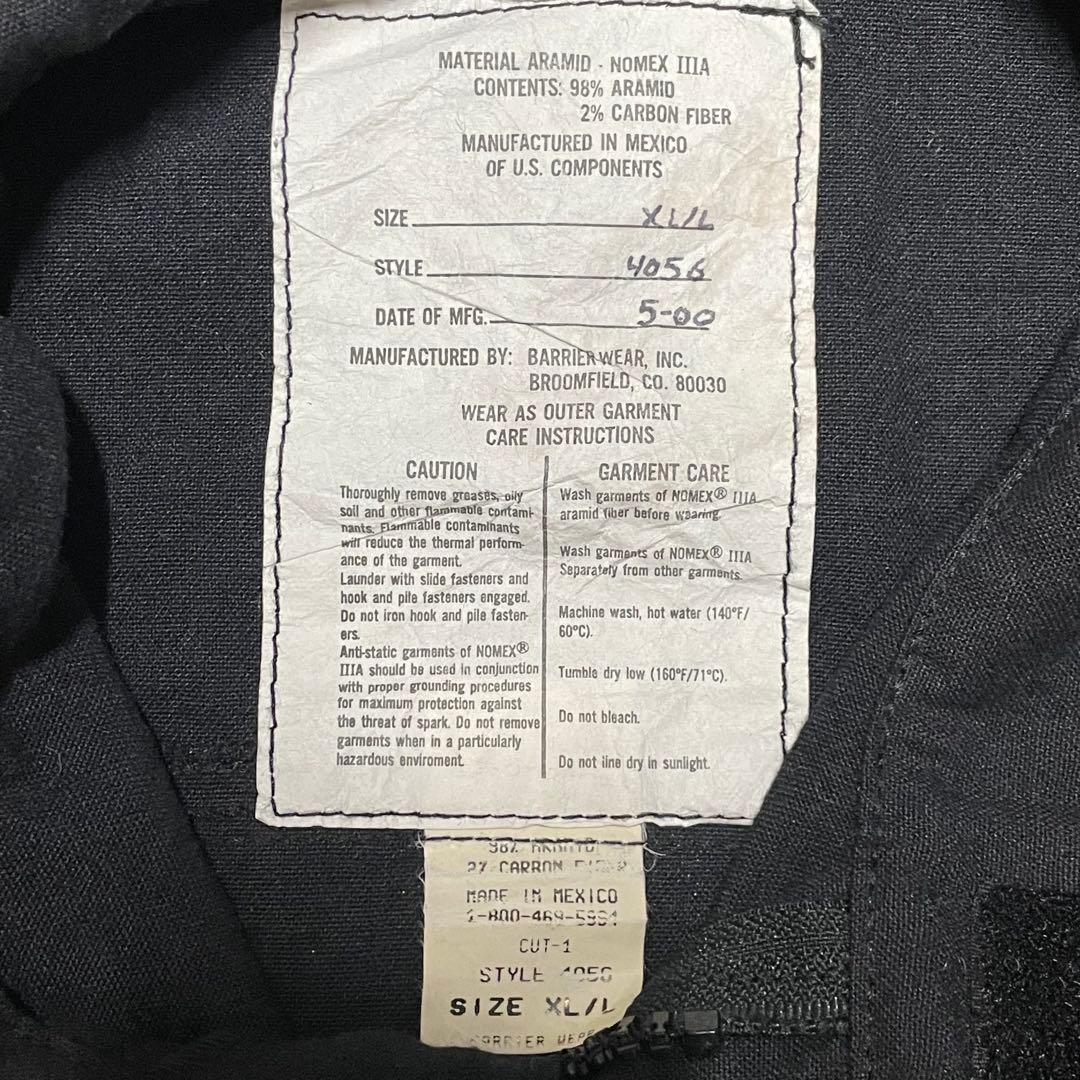 MATERIAL ARAMID - NOMEX IIIA
CONTENTS: 98% ARAMID
2% CARBON FIBER
MANUFACTURED IN MEXICO
OF U.S. COMPONENTS
SIZE XL/L
STYLE 405G
DATE OF MFG. 5-00
MANUFACTURED BY: BARRIER WEAR, INC.
BROOMFIELD, CO. 80030
WEAR AS OUTER GARMENT
CARE INSTRUCTIONS
CAUTION
Thoroughly remove greases, oily
soil and other flammable contami-
nants. Flammable contaminants
will reduce the thermal perform-
ance of the garment.
Launder with slide fasteners and
hook and pile fasteners engaged.
Do not iron hook and pile fasten-
ers.
Anti-static garments of NOMEX®
IIIA should be used in conjunction
with proper grounding procedures
for maximum protection against
the threat of spark. Do not remove
garments when in a particularly
hazardous enviroment.
GARMENT CARE
Wash garments of NOMEX® IIIA
aramid fiber before wearing.
Wash garments of NOMEX® IIIA
Separately from other garments.
Machine wash, hot water (140°F/
60°C).
Tumble dry low (160°F/71°C).
Do not bleach.
Do not line dry in sunlight.
98%
2% CARBON
MADE IN MEXICO
CUT-1
STYLE 405G
SIZE XL/L